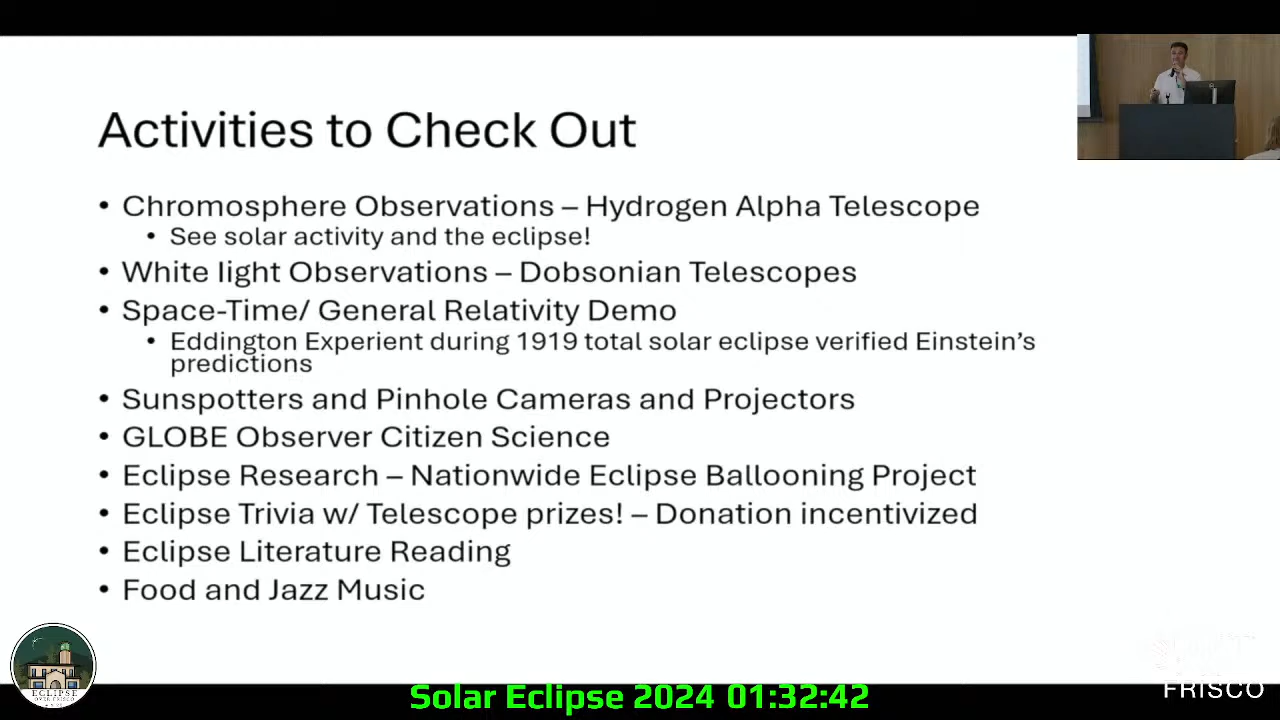 Activities to Check Out
• Chromosphere Observations – Hydrogen Alpha Telescope
• See solar activity and the eclipse!
• White light Observations – Dobsonian Telescopes
• Space-Time/ General Relativity Demo
• Eddington Experient during 1919 total solar eclipse verified Einstein's
predictions
• Sunspotters and Pinhole Cameras and Projectors
• GLOBE Observer Citizen Science
• Eclipse Research – Nationwide Eclipse Ballooning Project
• Eclipse Trivia w/ Telescope prizes! – Donation incentivized
• Eclipse Literature Reading
• Food and Jazz Music
ECLIPSE
OVER FRISCO
FRISCO
Solar Eclipse 2024 01:32:42